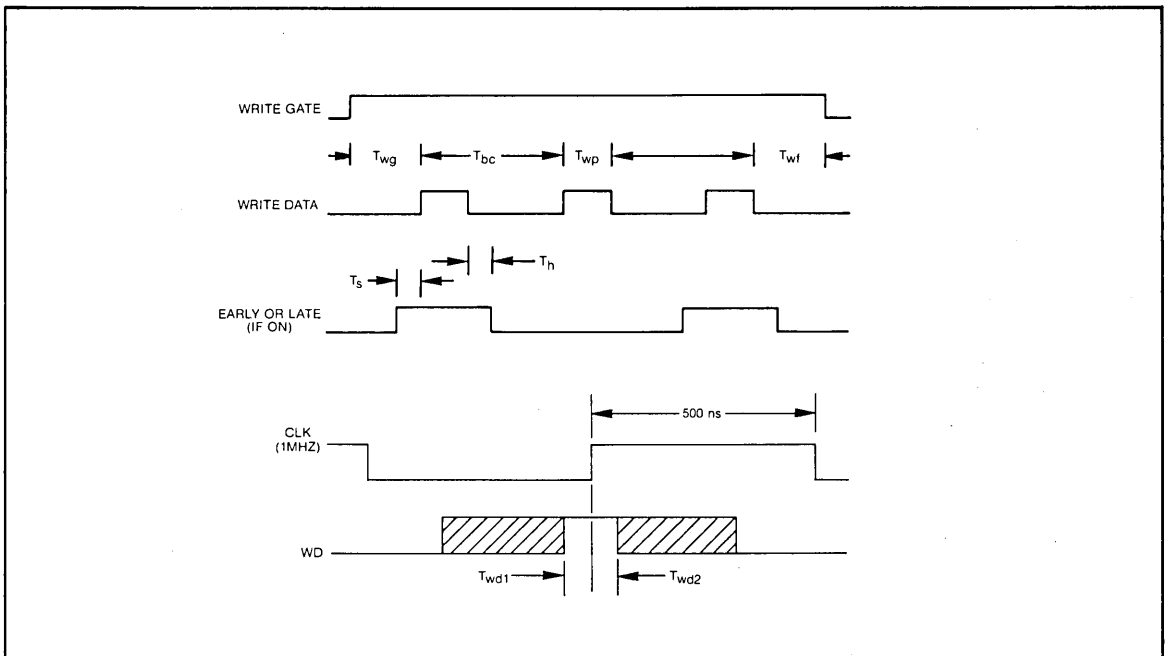 WRITE GATE
Twg Tbc Twp Twf
WRITE DATA
Ts Th
EARLY OR LATE
(IF ON)
500 ns
CLK
(1MHZ)
WD
Twd1 Twd2